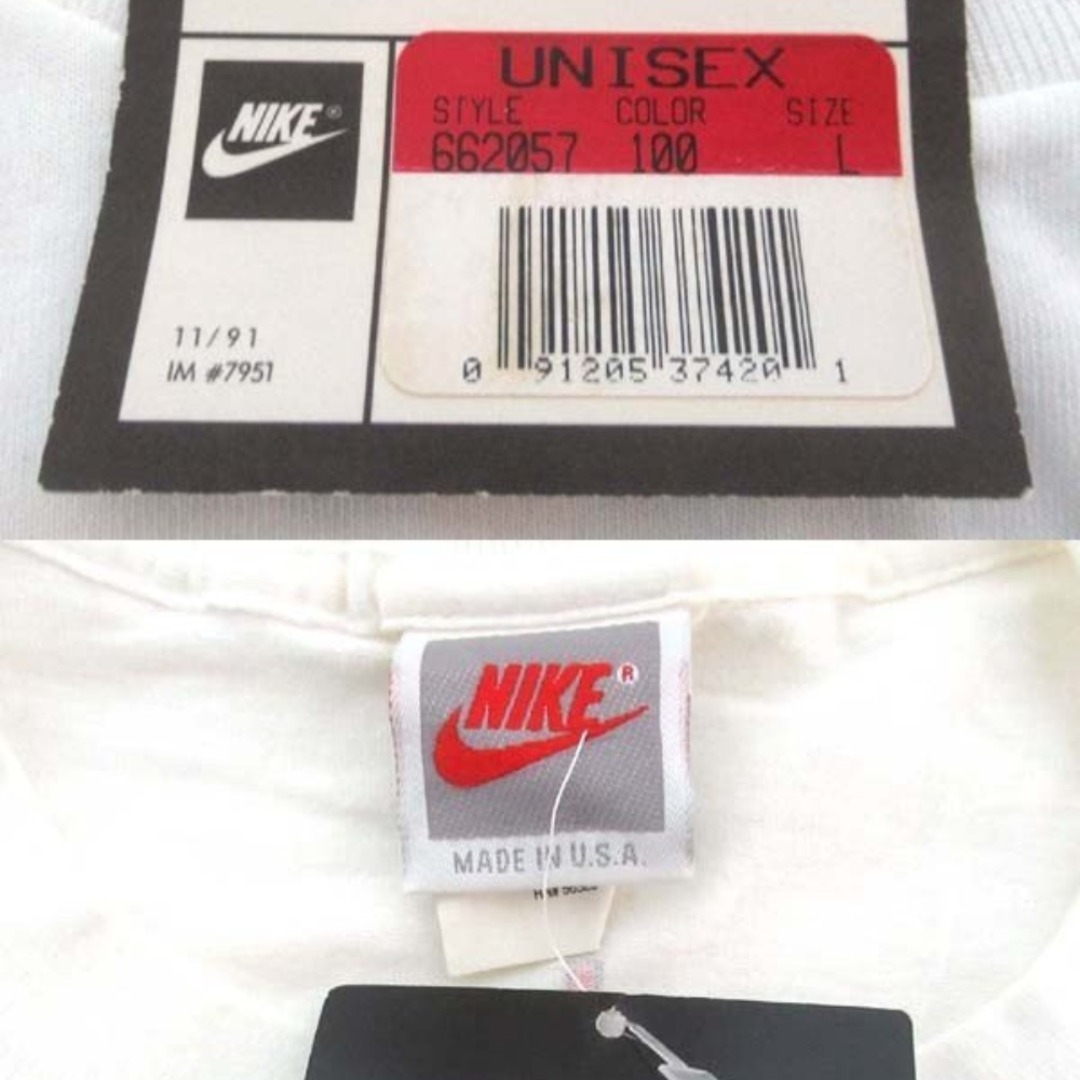 UNISEX
STYLE COLOR SIZE
662057 100 L
NIKE®
11/91
IM #7951
0 91205 37420 1
NIKE®
MADE IN U.S.A.